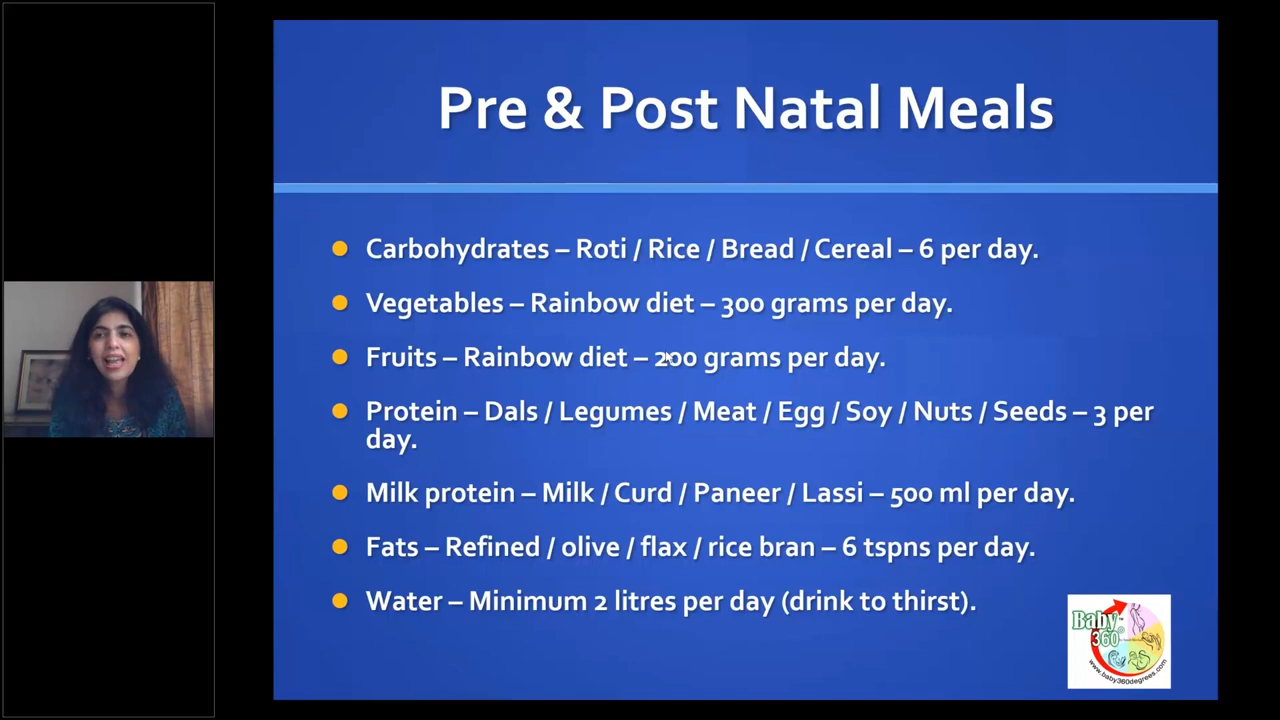 Pre & Post Natal Meals
Carbohydrates – Roti / Rice / Bread / Cereal – 6 per day.
Vegetables – Rainbow diet – 300 grams per day.
Fruits – Rainbow diet – 200 grams per day.
Protein – Dals / Legumes / Meat / Egg / Soy / Nuts / Seeds – 3 per
day.
Milk protein – Milk / Curd / Paneer / Lassi – 500 ml per day.
Fats – Refined / olive / flax / rice bran – 6 tspns per day.
Water – Minimum 2 litres per day (drink to thirst).
Baby
360°
www.baby360degrees.com